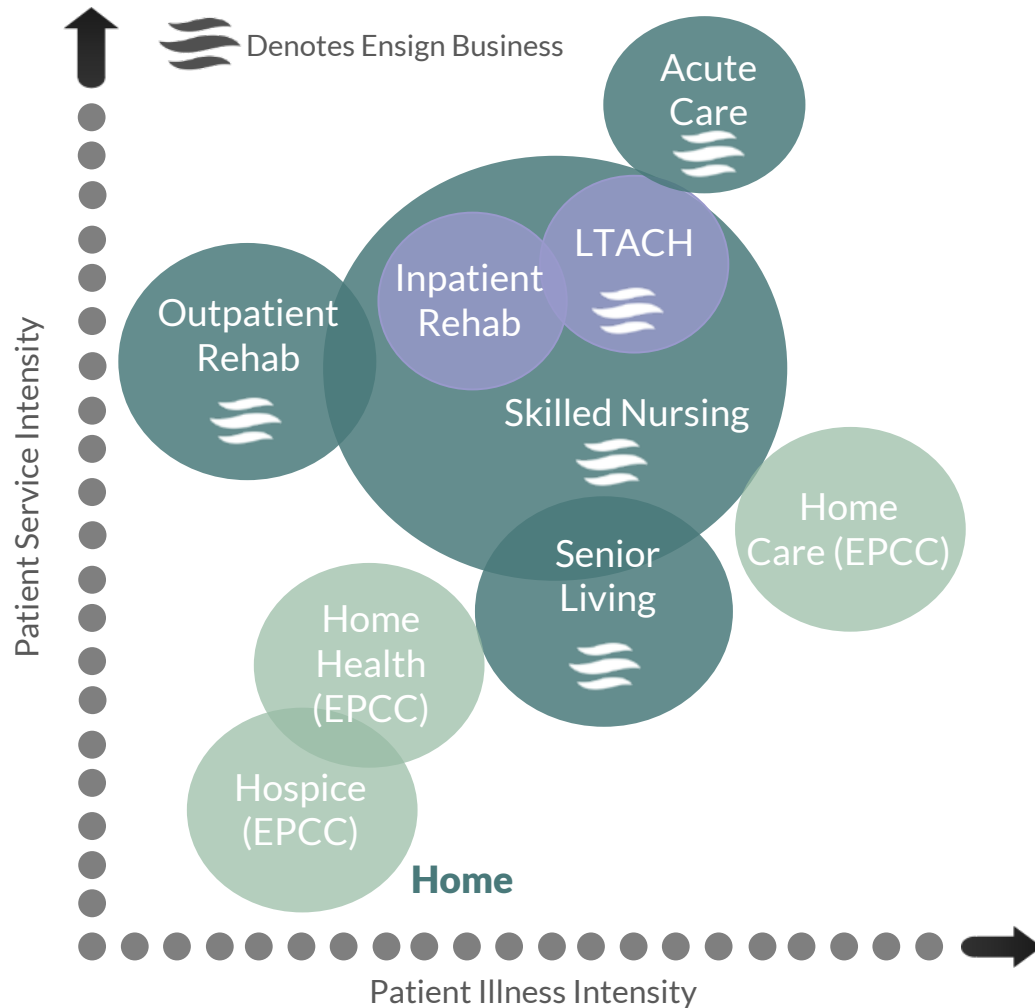 Denotes Ensign Business
Acute
Care
LTACH
Inpatient
Rehab
Outpatient
Rehab
Skilled Nursing
Home
Care (EPCC)
Senior
Living
Home
Health
(EPCC)
Hospice
(EPCC)
Home
Patient Service Intensity
Patient Illness Intensity